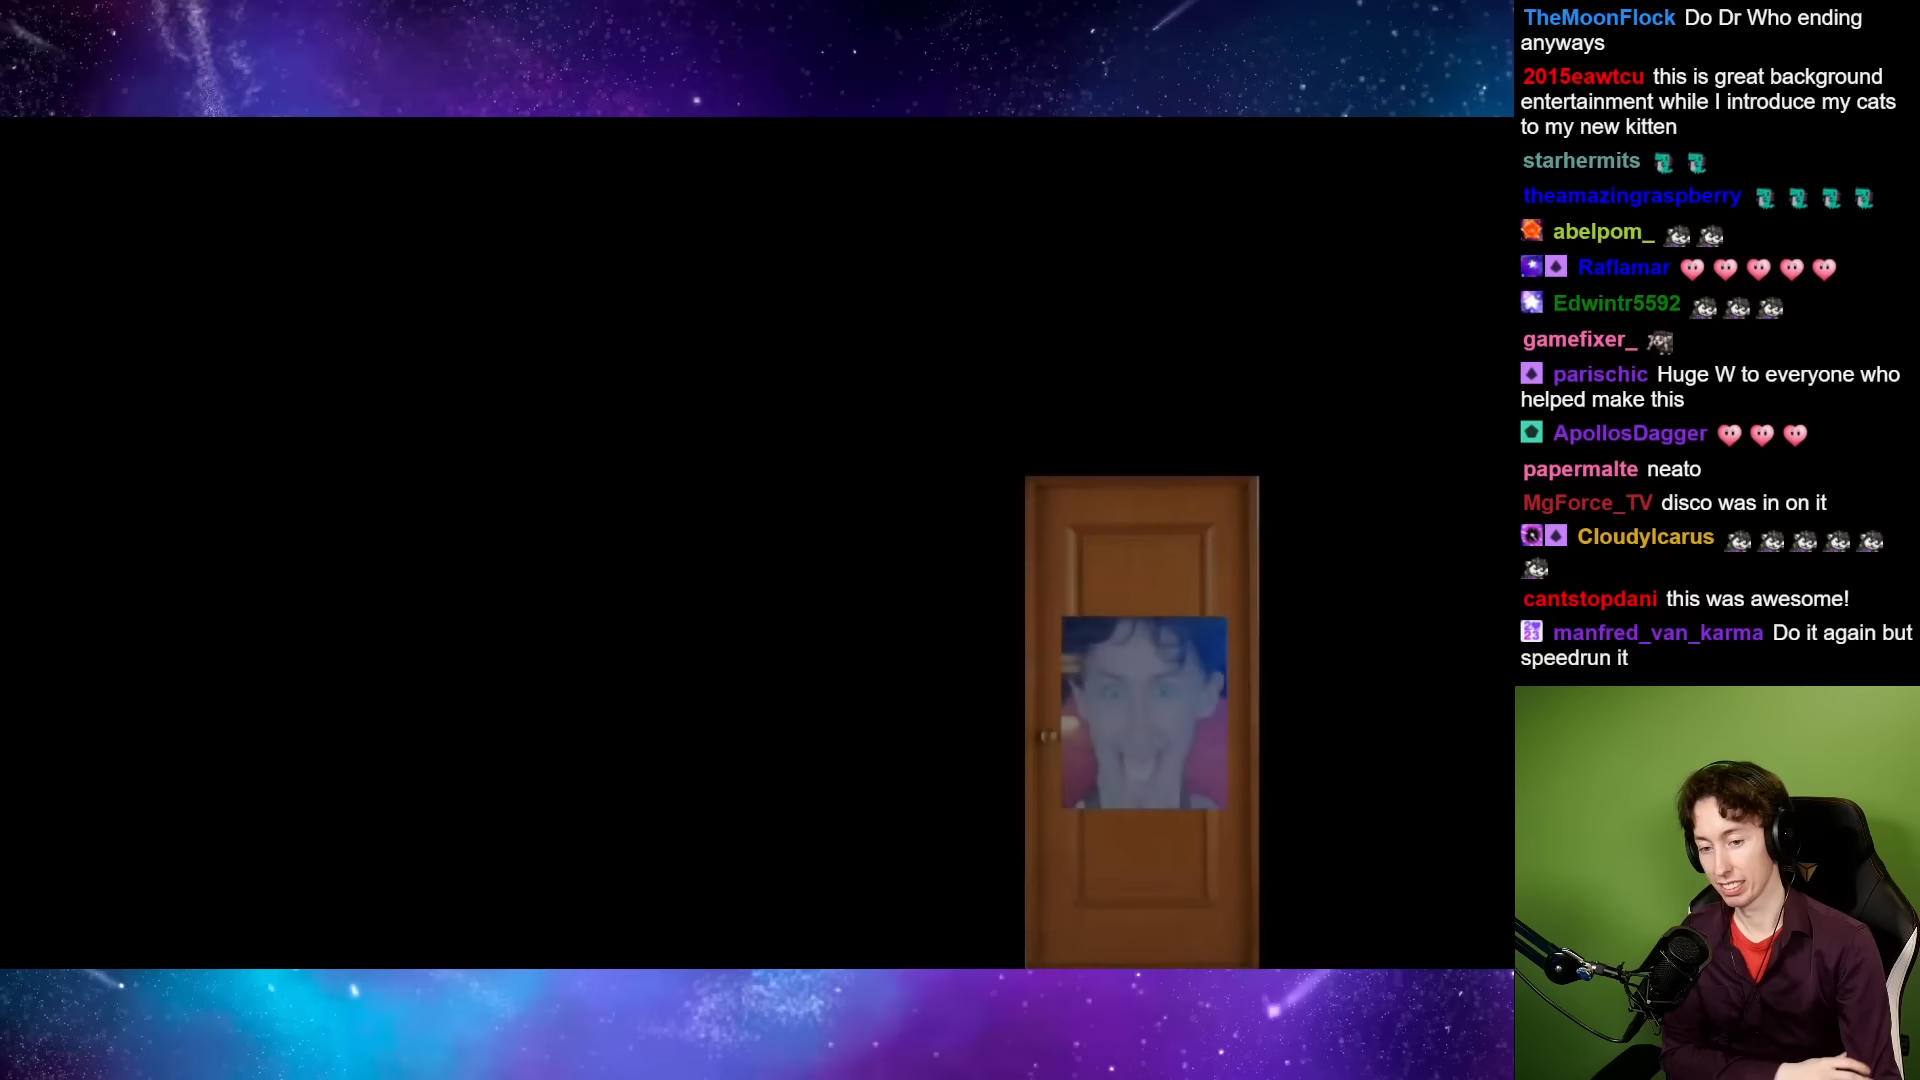 TheMoonFlock Do Dr Who ending
anyways
2015eawtcu this is great background
entertainment while I introduce my cats
to my new kitten
starhermits
theamazingraspberry
abelpom_
Raflamar
Edwintr5592
gamefixer_
parischic Huge W to everyone who
helped make this
ApollosDagger
papermalte neato
MgForce_TV disco was in on it
CloudyIcarus
cantstopdani this was awesome!
manfred_van_karma Do it again but
speedrun it